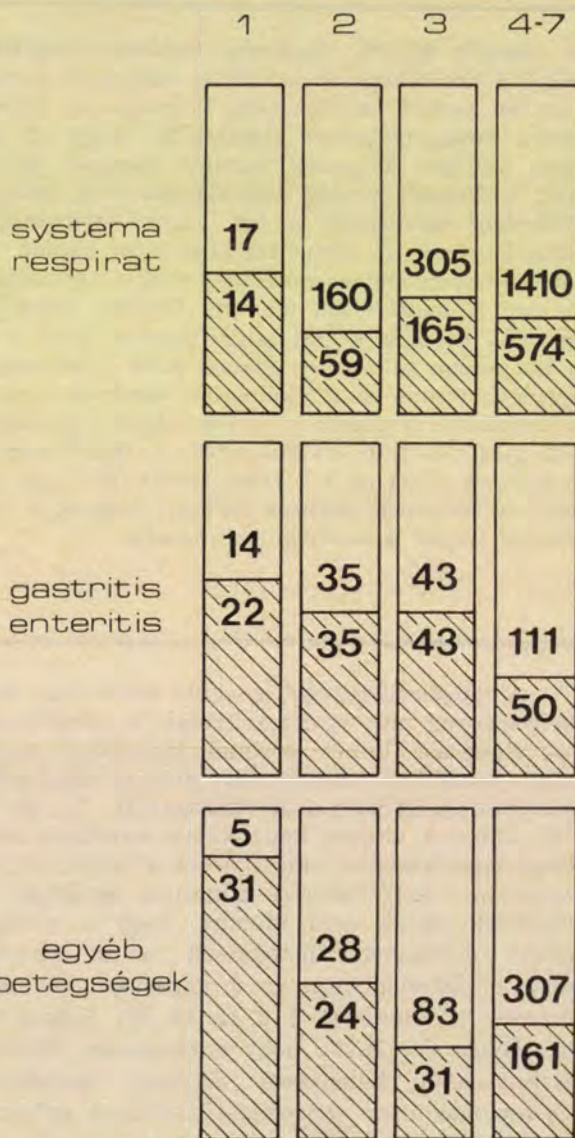 1 2 3 4-7
systéma
respirat
17 160 305 1410
14 59 165 574
gastritis
enteritis
14 35 43 111
22 35 43 50
egyéb
betegségek
5 28 83 307
31 24 31 161